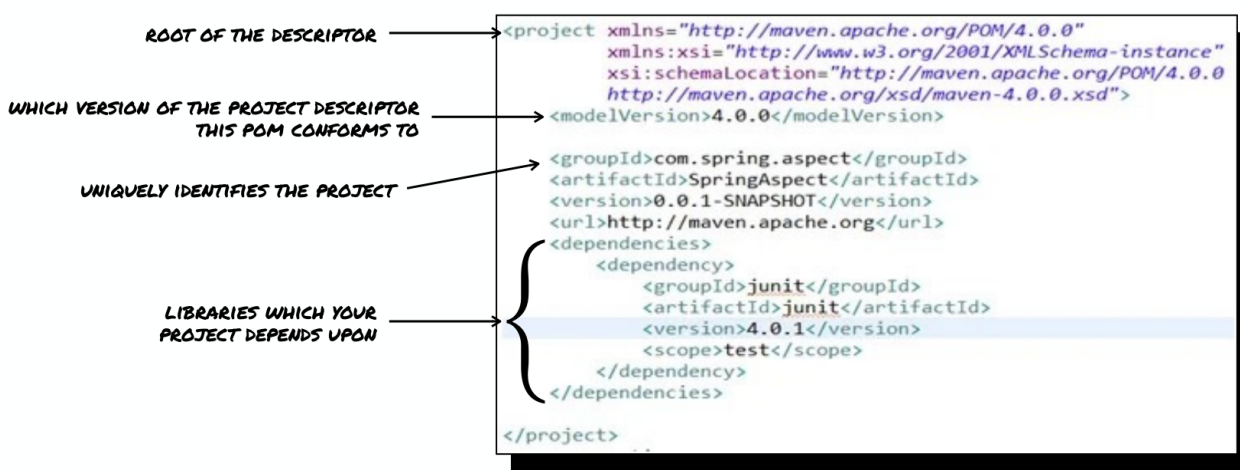 ROOT OF THE DESCRIPTOR
WHICH VERSION OF THE PROJECT DESCRIPTOR
THIS POM CONFORMS TO
UNIQUELY IDENTIFIES THE PROJECT
LIBRARIES WHICH YOUR
PROJECT DEPENDS UPON
<project xmlns="http://maven.apache.org/POM/4.0.0"
xmlns:xsi="http://www.w3.org/2001/XMLSchema-instance"
xsi:schemaLocation="http://maven.apache.org/POM/4.0.0
http://maven.apache.org/xsd/maven-4.0.0.xsd">
<modelVersion>4.0.0</modelVersion>
<groupId>com.spring.aspect</groupId>
<artifactId>SpringAspect</artifactId>
<version>0.0.1-SNAPSHOT</version>
<url>http://maven.apache.org</url>
<dependencies>
<dependency>
<groupId>junit</groupId>
<artifactId>junit</artifactId>
<version>4.0.1</version>
<scope>test</scope>
</dependency>
</dependencies>
</project>